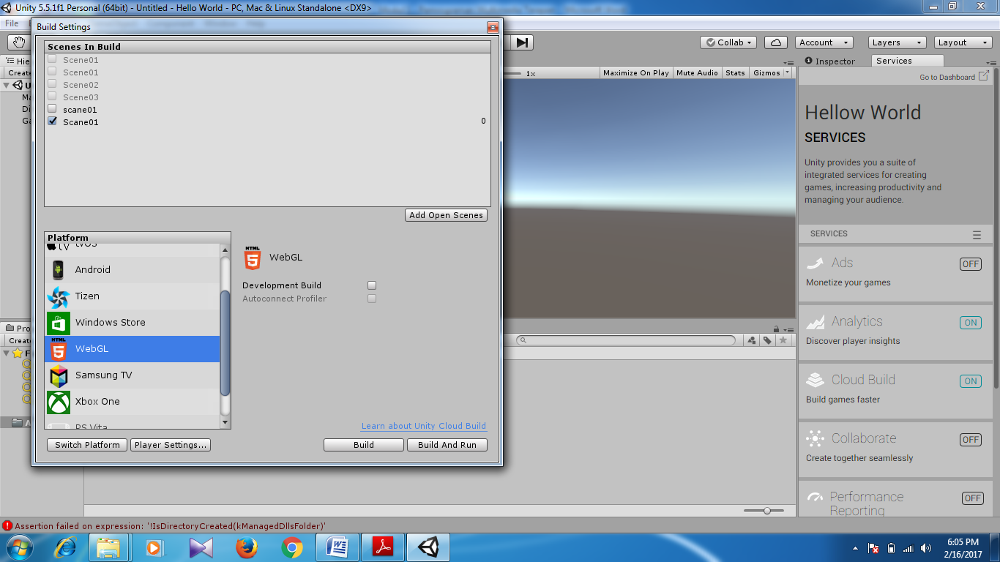 Unity 5.5.1f1 Personal (64bit) - Untitled - Hello World - PC, Mac & Linux Standalone <DX9>
File
Build Settings
Scenes In Build
Scene01
Scene01
Scene02
Scene03
scane01
Scane01 0
Add Open Scenes
Platform
tvOS
Android
Tizen
Windows Store
WebGL
Samsung TV
Xbox One
PS Vita
HTML
5
WebGL
Development Build
Autoconnect Profiler
Learn about Unity Cloud Build
Switch Platform
Player Settings...
Build
Build And Run
Collab
Account
Layers
Layout
1x
Maximize On Play
Mute Audio
Stats
Gizmos
Inspector
Services
Go to Dashboard
Hellow World
SERVICES
Unity provides you a suite of
integrated services for creating
games, increasing productivity and
managing your audience.
SERVICES
Ads OFF
Monetize your games
Analytics ON
Discover player insights
Cloud Build ON
Build games faster
Collaborate OFF
Create together seamlessly
Performance OFF
Reporting
Assertion failed on expression: '!IsDirectoryCreated(kManagedDllsFolder)'
6:05 PM
2/16/2017